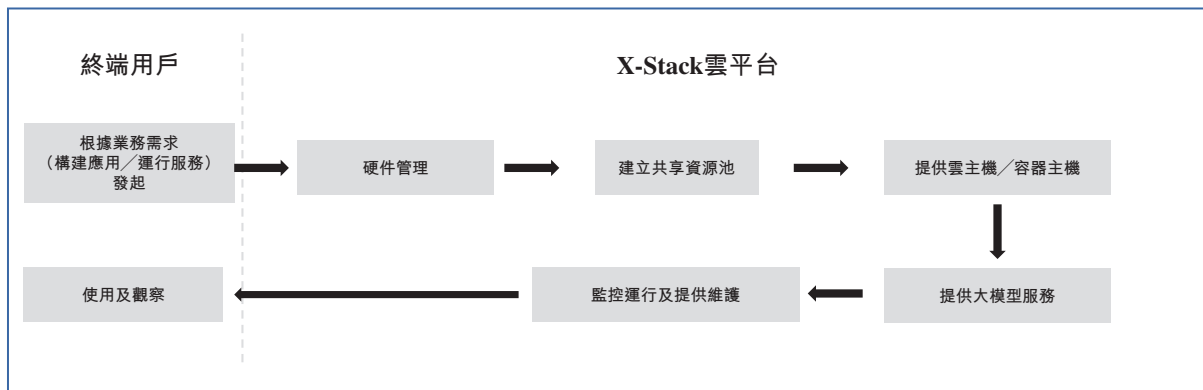 終端用戶
X-Stack雲平台
根據業務需求
（構建應用╱運行服務）
發起
硬件管理
建立共享資源池
提供雲主機╱容器主機
使用及觀察
監控運行及提供維護
提供大模型服務